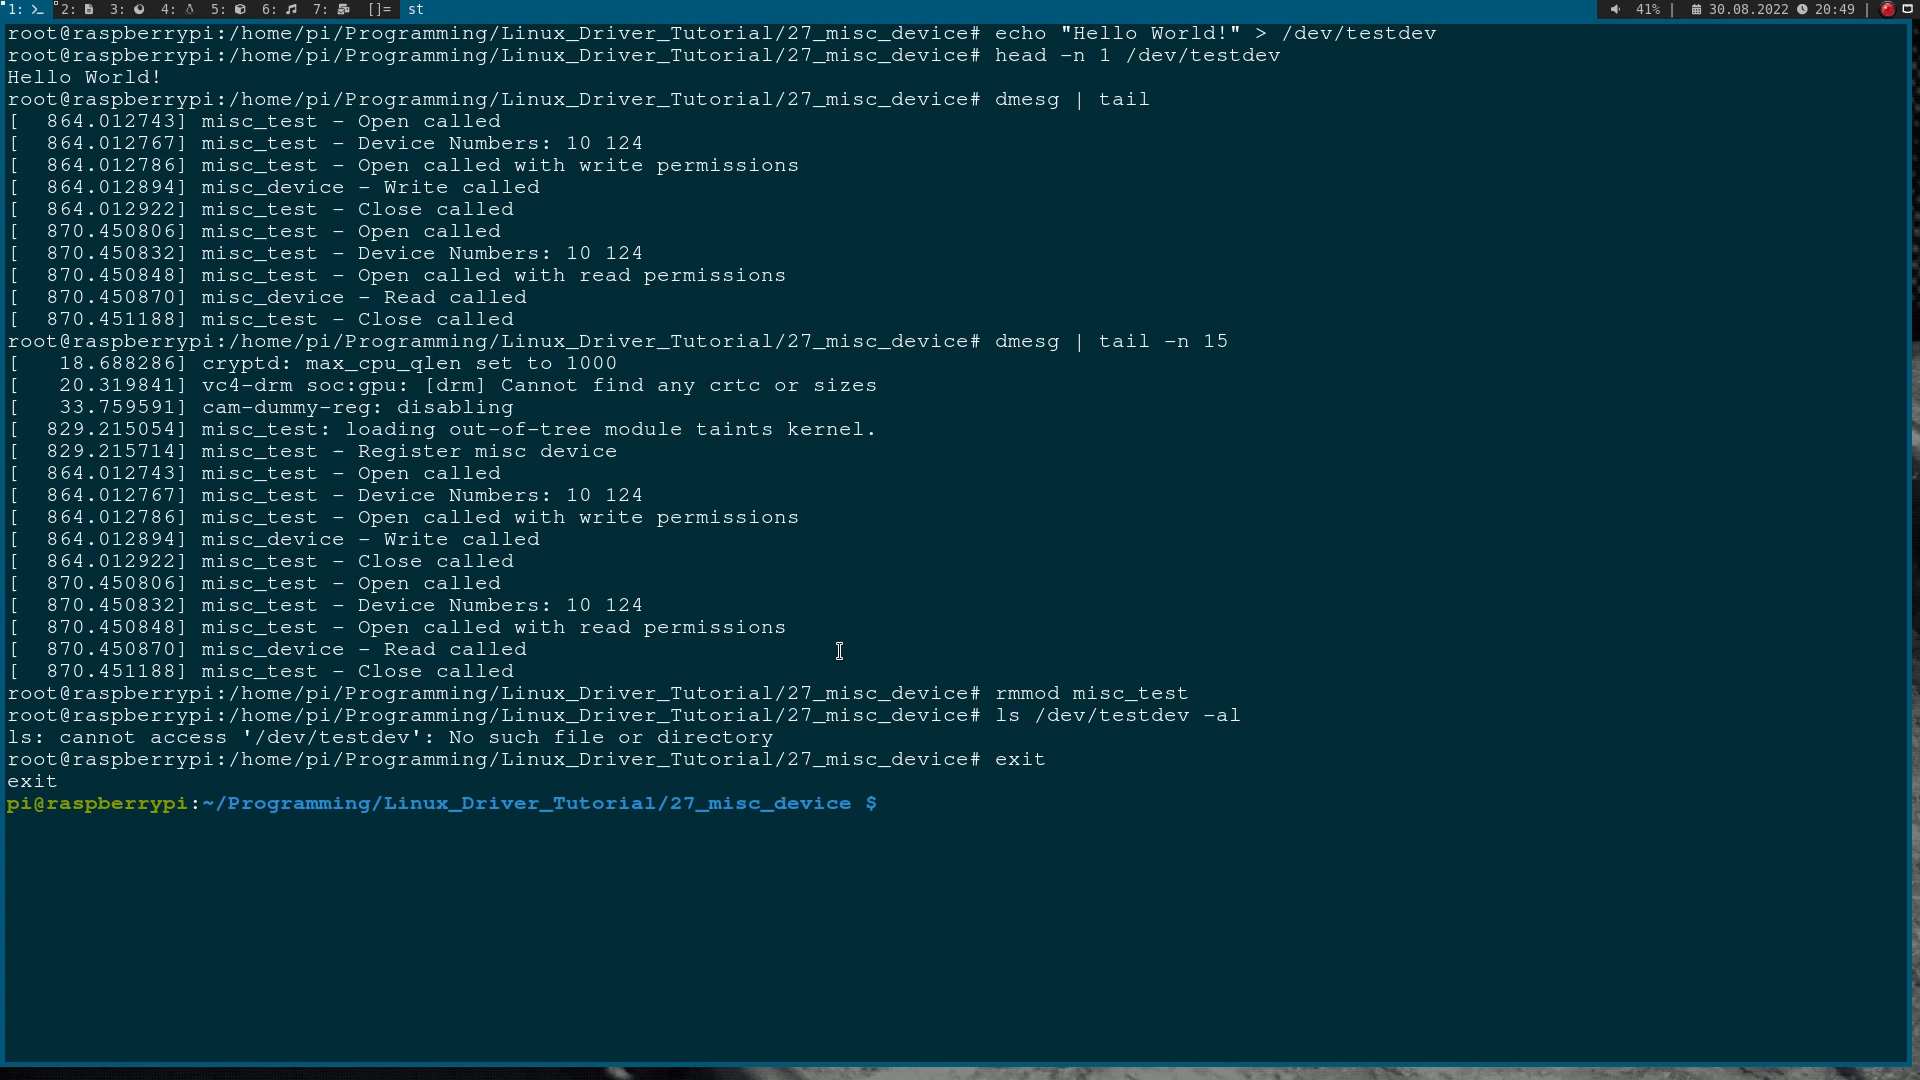 1: 2: 3: 4: 5: 6: 7: []= st 41% | 30.08.2022 20:49 |
root@raspberrypi:/home/pi/Programming/Linux_Driver_Tutorial/27_misc_device# echo "Hello World!" > /dev/testdev
root@raspberrypi:/home/pi/Programming/Linux_Driver_Tutorial/27_misc_device# head -n 1 /dev/testdev
Hello World!
root@raspberrypi:/home/pi/Programming/Linux_Driver_Tutorial/27_misc_device# dmesg | tail
[  864.012743] misc_test - Open called
[  864.012767] misc_test - Device Numbers: 10 124
[  864.012786] misc_test - Open called with write permissions
[  864.012894] misc_device - Write called
[  864.012922] misc_test - Close called
[  870.450806] misc_test - Open called
[  870.450832] misc_test - Device Numbers: 10 124
[  870.450848] misc_test - Open called with read permissions
[  870.450870] misc_device - Read called
[  870.451188] misc_test - Close called
root@raspberrypi:/home/pi/Programming/Linux_Driver_Tutorial/27_misc_device# dmesg | tail -n 15
[   18.688286] cryptd: max_cpu_qlen set to 1000
[   20.319841] vc4-drm soc:gpu: [drm] Cannot find any crtc or sizes
[   33.759591] cam-dummy-reg: disabling
[  829.215054] misc_test: loading out-of-tree module taints kernel.
[  829.215714] misc_test - Register misc device
[  864.012743] misc_test - Open called
[  864.012767] misc_test - Device Numbers: 10 124
[  864.012786] misc_test - Open called with write permissions
[  864.012894] misc_device - Write called
[  864.012922] misc_test - Close called
[  870.450806] misc_test - Open called
[  870.450832] misc_test - Device Numbers: 10 124
[  870.450848] misc_test - Open called with read permissions
[  870.450870] misc_device - Read called
[  870.451188] misc_test - Close called
root@raspberrypi:/home/pi/Programming/Linux_Driver_Tutorial/27_misc_device# rmmod misc_test
root@raspberrypi:/home/pi/Programming/Linux_Driver_Tutorial/27_misc_device# ls /dev/testdev -al
ls: cannot access '/dev/testdev': No such file or directory
root@raspberrypi:/home/pi/Programming/Linux_Driver_Tutorial/27_misc_device# exit
exit
pi@raspberrypi:~/Programming/Linux_Driver_Tutorial/27_misc_device $